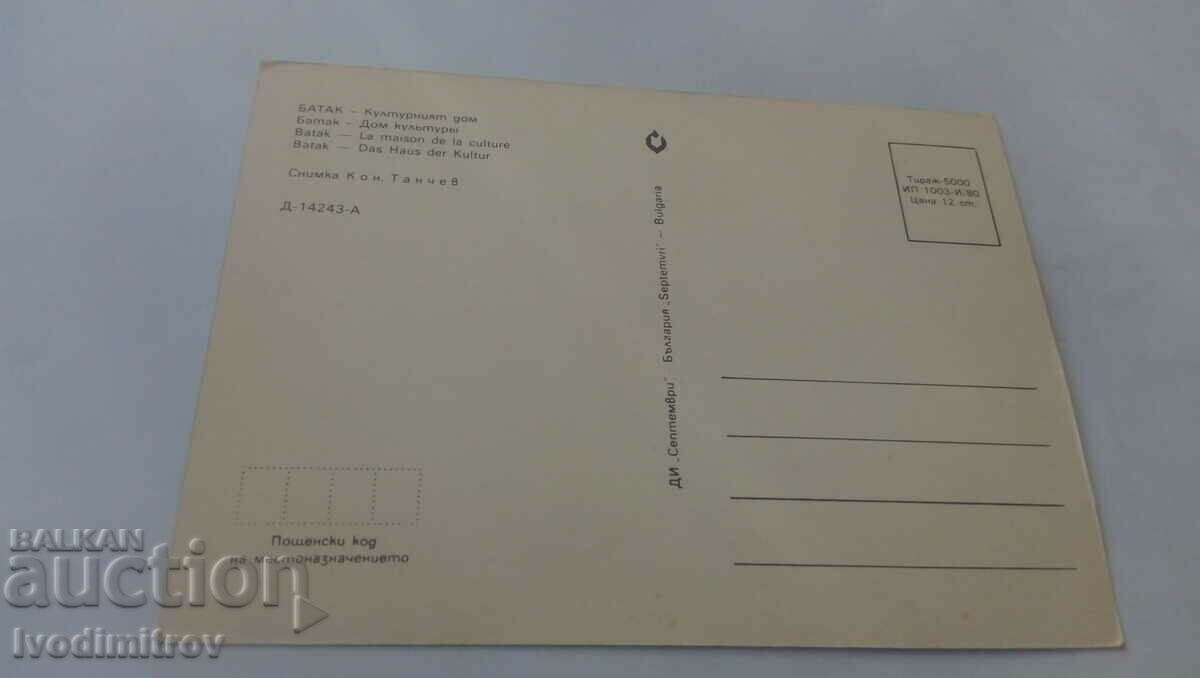 БАТАК – Културният дом
Батак – Дом культуры
Batak — La maison de la culture
Batak — Das Haus der Kultur
Снимка Кон. Танчев
Д-14243-А
Тираж-5000
ИП 1003-И/80
Цена 12 ст.
ДИ „Септември" България „Septemvri" – Bulgaria
Пощенски код
на местоназначението
BALKAN
auction
Ivodimitrov